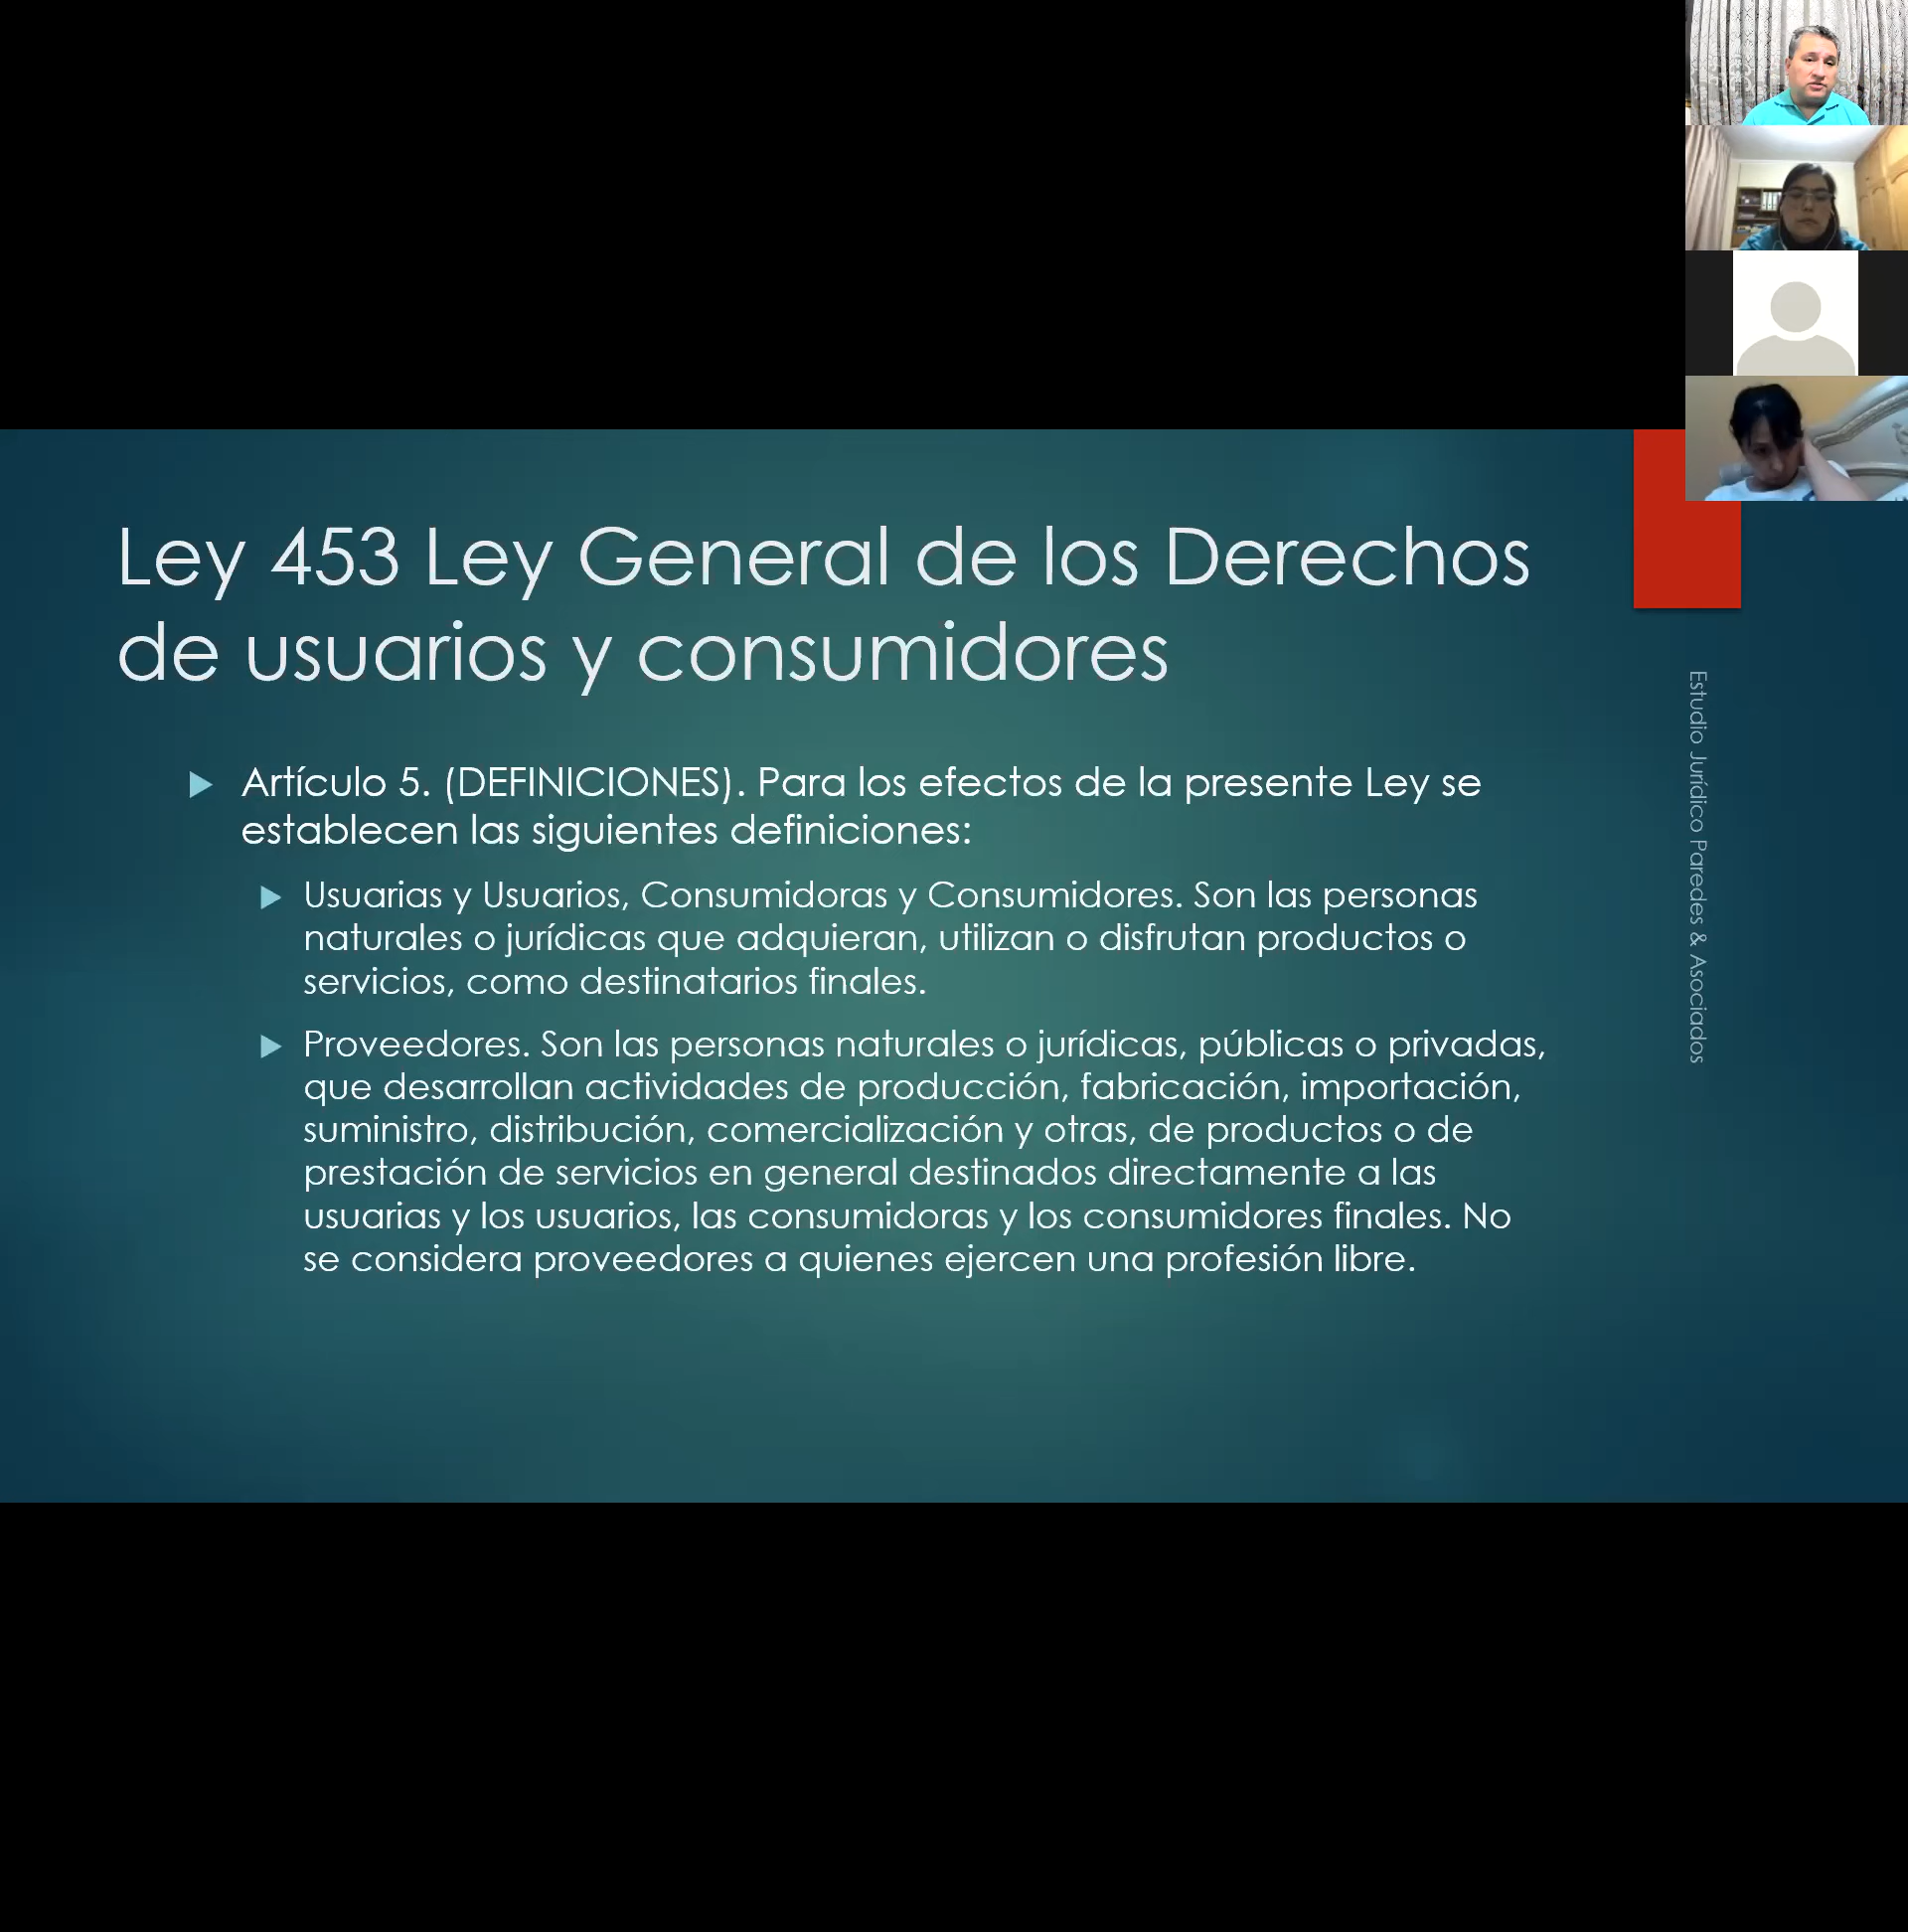 Ley 453 Ley General de los Derechos
de usuarios y consumidores
Artículo 5. (DEFINICIONES). Para los efectos de la presente Ley se
establecen las siguientes definiciones:
Usuarias y Usuarios, Consumidoras y Consumidores. Son las personas
naturales o jurídicas que adquieran, utilizan o disfrutan productos o
servicios, como destinatarios finales.
Proveedores. Son las personas naturales o jurídicas, públicas o privadas,
que desarrollan actividades de producción, fabricación, importación,
suministro, distribución, comercialización y otras, de productos o de
prestación de servicios en general destinados directamente a las
usuarias y los usuarios, las consumidoras y los consumidores finales. No
se considera proveedores a quienes ejercen una profesión libre.
Estudio Jurídico Paredes & Asociados